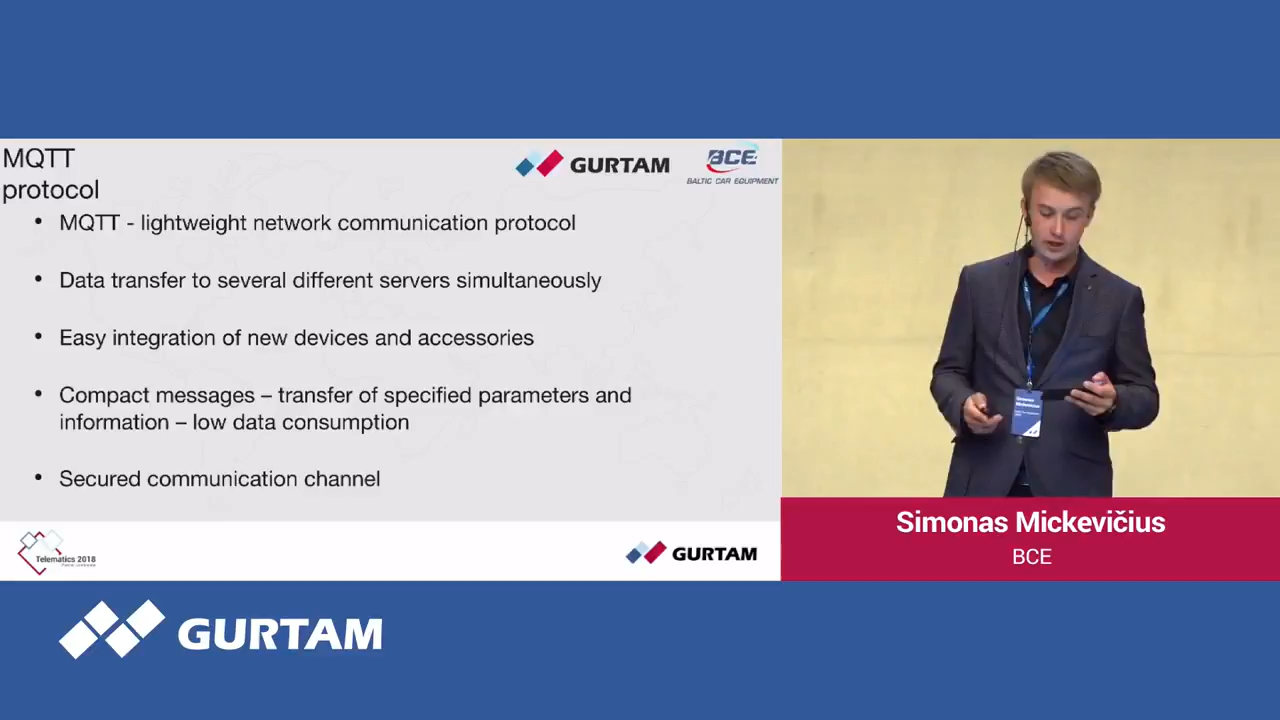 MQTT
protocol
GURTAM
BCE
BALTIC CAR EQUIPMENT
• MQTT - lightweight network communication protocol
• Data transfer to several different servers simultaneously
• Easy integration of new devices and accessories
• Compact messages – transfer of specified parameters and
information – low data consumption
• Secured communication channel
Telematics 2018
GURTAM
Simonas
Mickevičius
Simonas Mickevičius
BCE
GURTAM